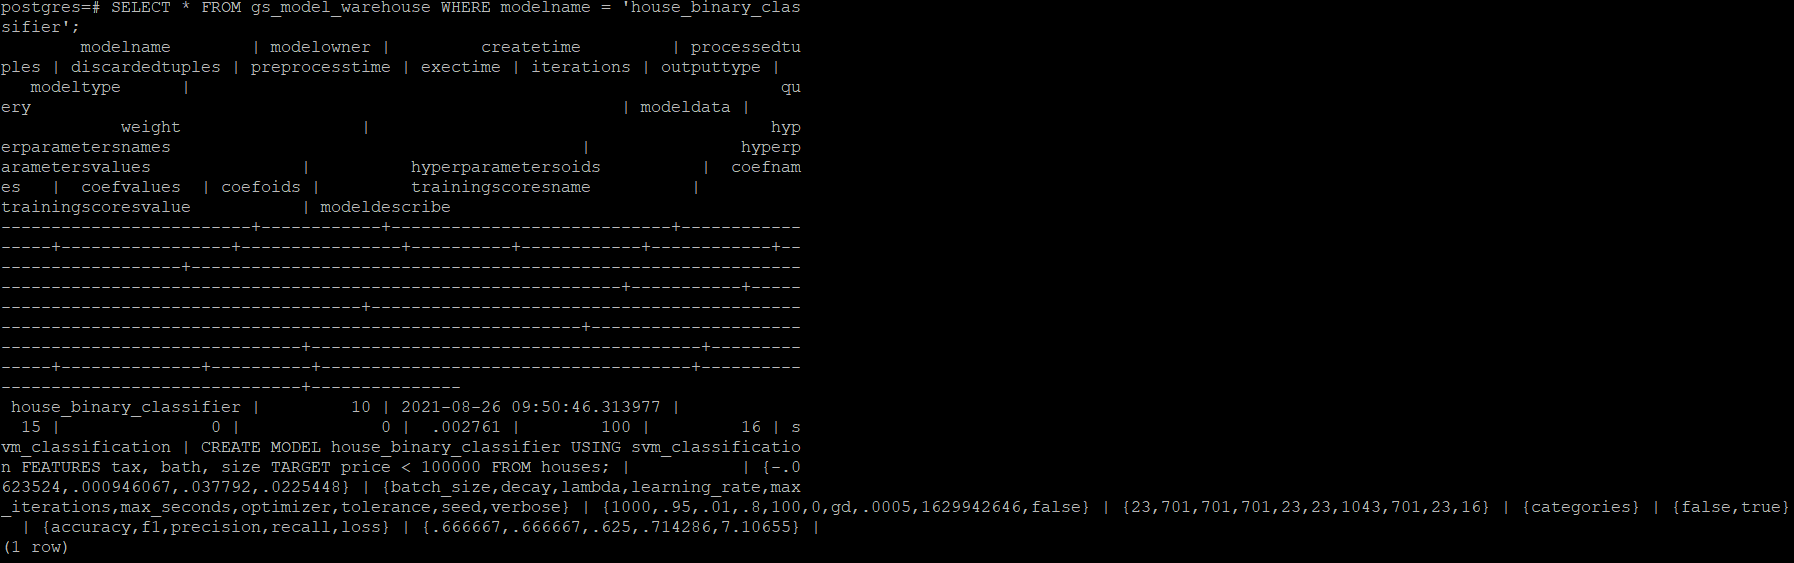 postgres=# SELECT * FROM gs_model_warehouse WHERE modelname = 'house_binary_clas
sifier';
        modelname        | modelowner |         createtime         | processedtu
ples | discardedtuples | preprocesstime | exectime | iterations | outputtype |
   modeltype      |                                                           qu
ery                                                           | modeldata |
            weight                  |                                        hyp
erparametersnames                                         |               hyperp
arametersvalues               |          hyperparametersoids          |  coefnam
es   |  coefvalues  | coefoids |         trainingscoresname          |
trainingscoresvalue           | modeldescribe
-------------------------+------------+----------------------------+------------
-----+-----------------+----------------+----------+------------+------------+--
------------------+-------------------------------------------------------------
--------------------------------------------------------------+-----------+-----
------------------------------------+-------------------------------------------
----------------------------------------------------------+---------------------
------------------------------+---------------------------------------+---------
-----+--------------+----------+-------------------------------------+----------
------------------------------+---------------
 house_binary_classifier |         10 | 2021-08-26 09:50:46.313977 |
  15 |               0 |              0 |  .002761 |        100 |         16 | s
vm_classification | CREATE MODEL house_binary_classifier USING svm_classificatio
n FEATURES tax, bath, size TARGET price < 100000 FROM houses; |           | {-.0
623524,.000946067,.037792,.0225448} | {batch_size,decay,lambda,learning_rate,max
_iterations,max_seconds,optimizer,tolerance,seed,verbose} | {1000,.95,.01,.8,100,0,gd,.0005,1629942646,false} | {23,701,701,701,23,23,1043,701,23,16} | {categories} | {false,true}
  | {accuracy,f1,precision,recall,loss} | {.666667,.666667,.625,.714286,7.10655} |
(1 row)